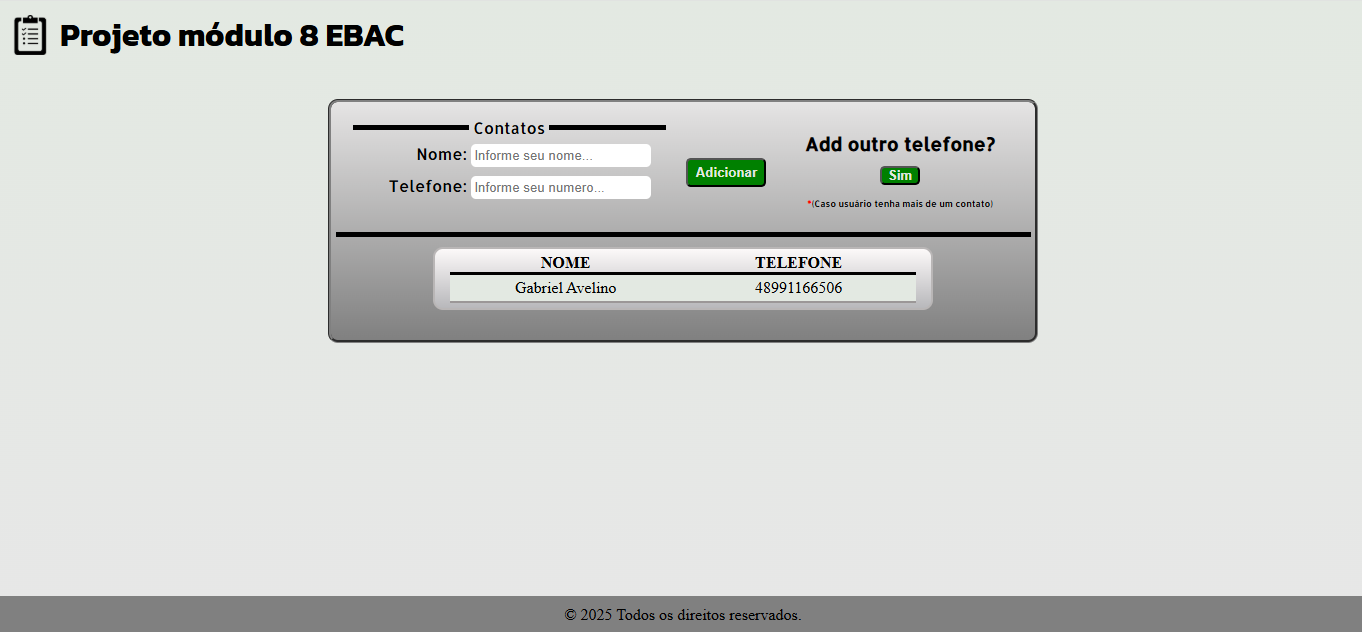 Projeto módulo 8 EBAC
Contatos
Nome: Informe seu nome...
Telefone: Informe seu numero...
Adicionar
Add outro telefone?
Sim
*(Caso usuário tenha mais de um contato)
NOME TELEFONE
Gabriel Avelino 48991166506
© 2025 Todos os direitos reservados.